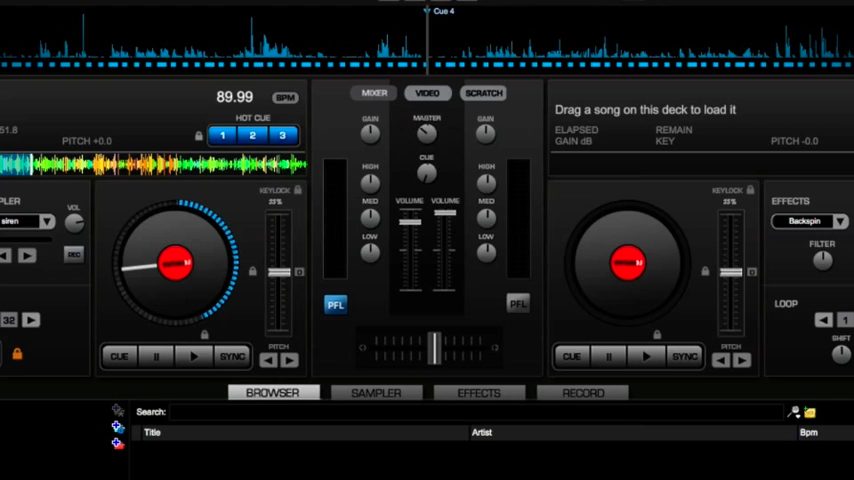 Cue 4
89.99 BPM
HOT CUE
1 2 3
51.8
PITCH +0.0
MIXER VIDEO SCRATCH
GAIN MASTER GAIN
CUE
HIGH HIGH
MED MED
VOLUME VOLUME
LOW LOW
PFL PFL
Drag a song on this deck to load it
ELAPSED REMAIN
GAIN dB KEY PITCH -0.0
PLER
siren
VOL
REC
32
KEYLOCK
33%
PITCH
CUE SYNC
KEYLOCK
33%
PITCH
CUE SYNC
EFFECTS
Backspin
FILTER
LOOP
1
SHIFT
BROWSER SAMPLER EFFECTS RECORD
Search:
Title Artist Bpm